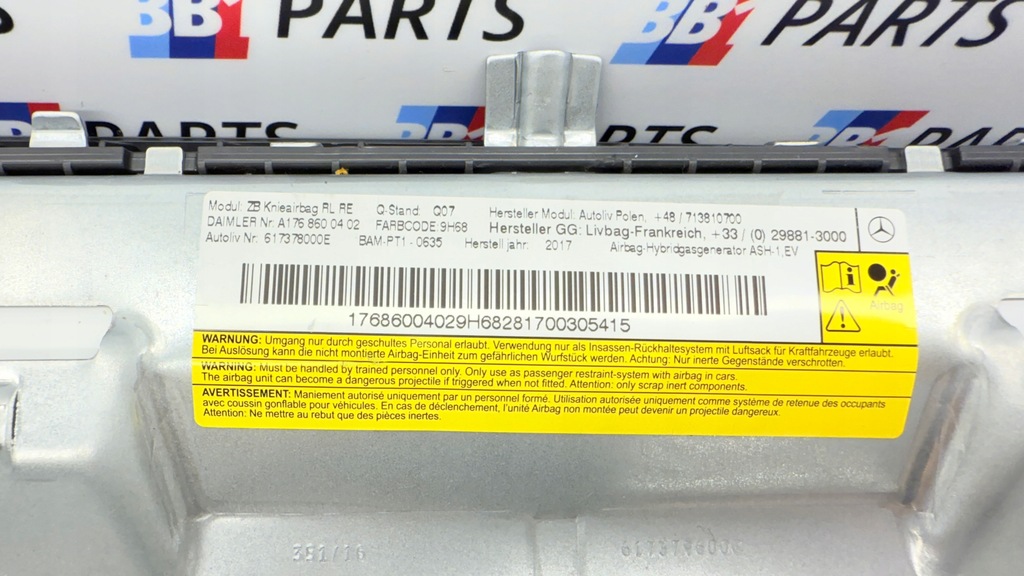 BB1 PARTS BB1 PARTS
BB1 PARTS BB1 PARTS
Modul: ZB Knieairbag RL RE Q-Stand: Q07 Hersteller Modul: Autoliv Polen, +48 / 713810700
DAIMLER Nr: A176 860 04 02 FARBCODE: 9H68 Hersteller GG: Livbag-Frankreich, +33 / (0) 29881-3000
Autoliv Nr: 617378000E BAM-PT1 - 0635 Herstelljahr: 2017 Airbag-Hybridgasgenerator ASH-1,EV
i
Airbag
17686004029H68281700305415
WARNUNG: Umgang nur durch geschultes Personal erlaubt. Verwendung nur als Insassen-Rückhaltesystem mit Luftsack für Kraftfahrzeuge erlaubt.
Bei Auslösung kann die nicht montierte Airbag-Einheit zum gefährlichen Wurfstück werden. Achtung: Nur inerte Gegenstände verschrotten.
WARNING: Must be handled by trained personnel only. Only use as passenger restraint-system with airbag in cars.
The airbag unit can become a dangerous projectile if triggered when not fitted. Attention: only scrap inert components.
AVERTISSEMENT: Maniement autorisé uniquement par un personnel formé. Utilisation autorisée uniquement comme système de retenue des occupants
avec coussin gonflable pour véhicules. En cas de déclenchement, l'unité Airbag non montée peut devenir un projectile dangereux.
Attention: Ne mettre au rebut que des pièces inertes.
351/16